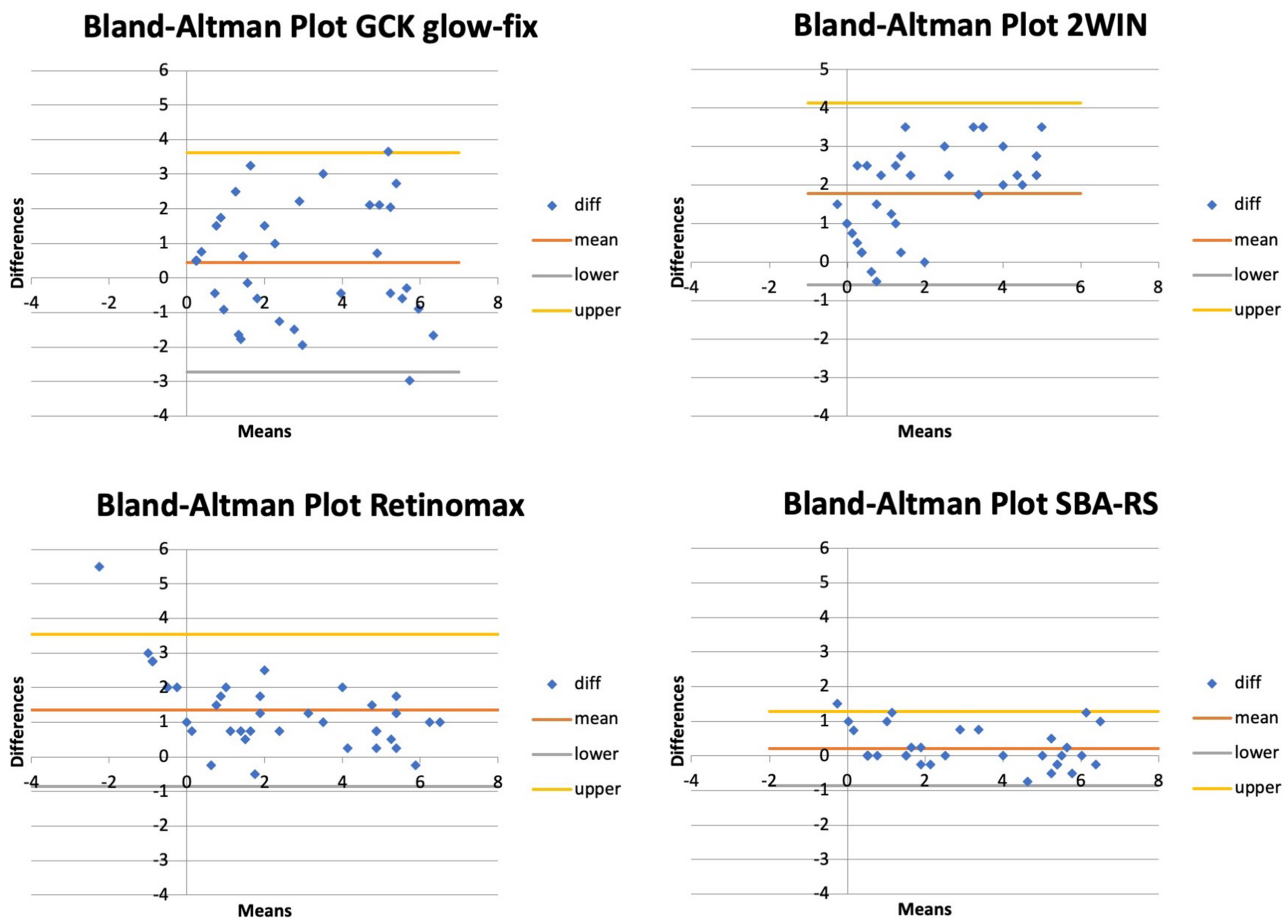 Bland-Altman Plot GCK glow-fix
6
5
4
3
2
1
0
-1
-2
-3
-4
-4 -2 0 2 4 6 8
Differences
Means
diff
mean
lower
upper
Bland-Altman Plot 2WIN
5
4
3
2
1
0
-1
-2
-3
-4
-4 -2 0 2 4 6 8
Differences
Means
diff
mean
lower
upper
Bland-Altman Plot Retinomax
6
5
4
3
2
1
0
-1
-2
-3
-4
-4 -2 0 2 4 6 8
Differences
Means
diff
mean
lower
upper
Bland-Altman Plot SBA-RS
6
5
4
3
2
1
0
-1
-2
-3
-4
-4 -2 0 2 4 6 8
Differences
Means
diff
mean
lower
upper